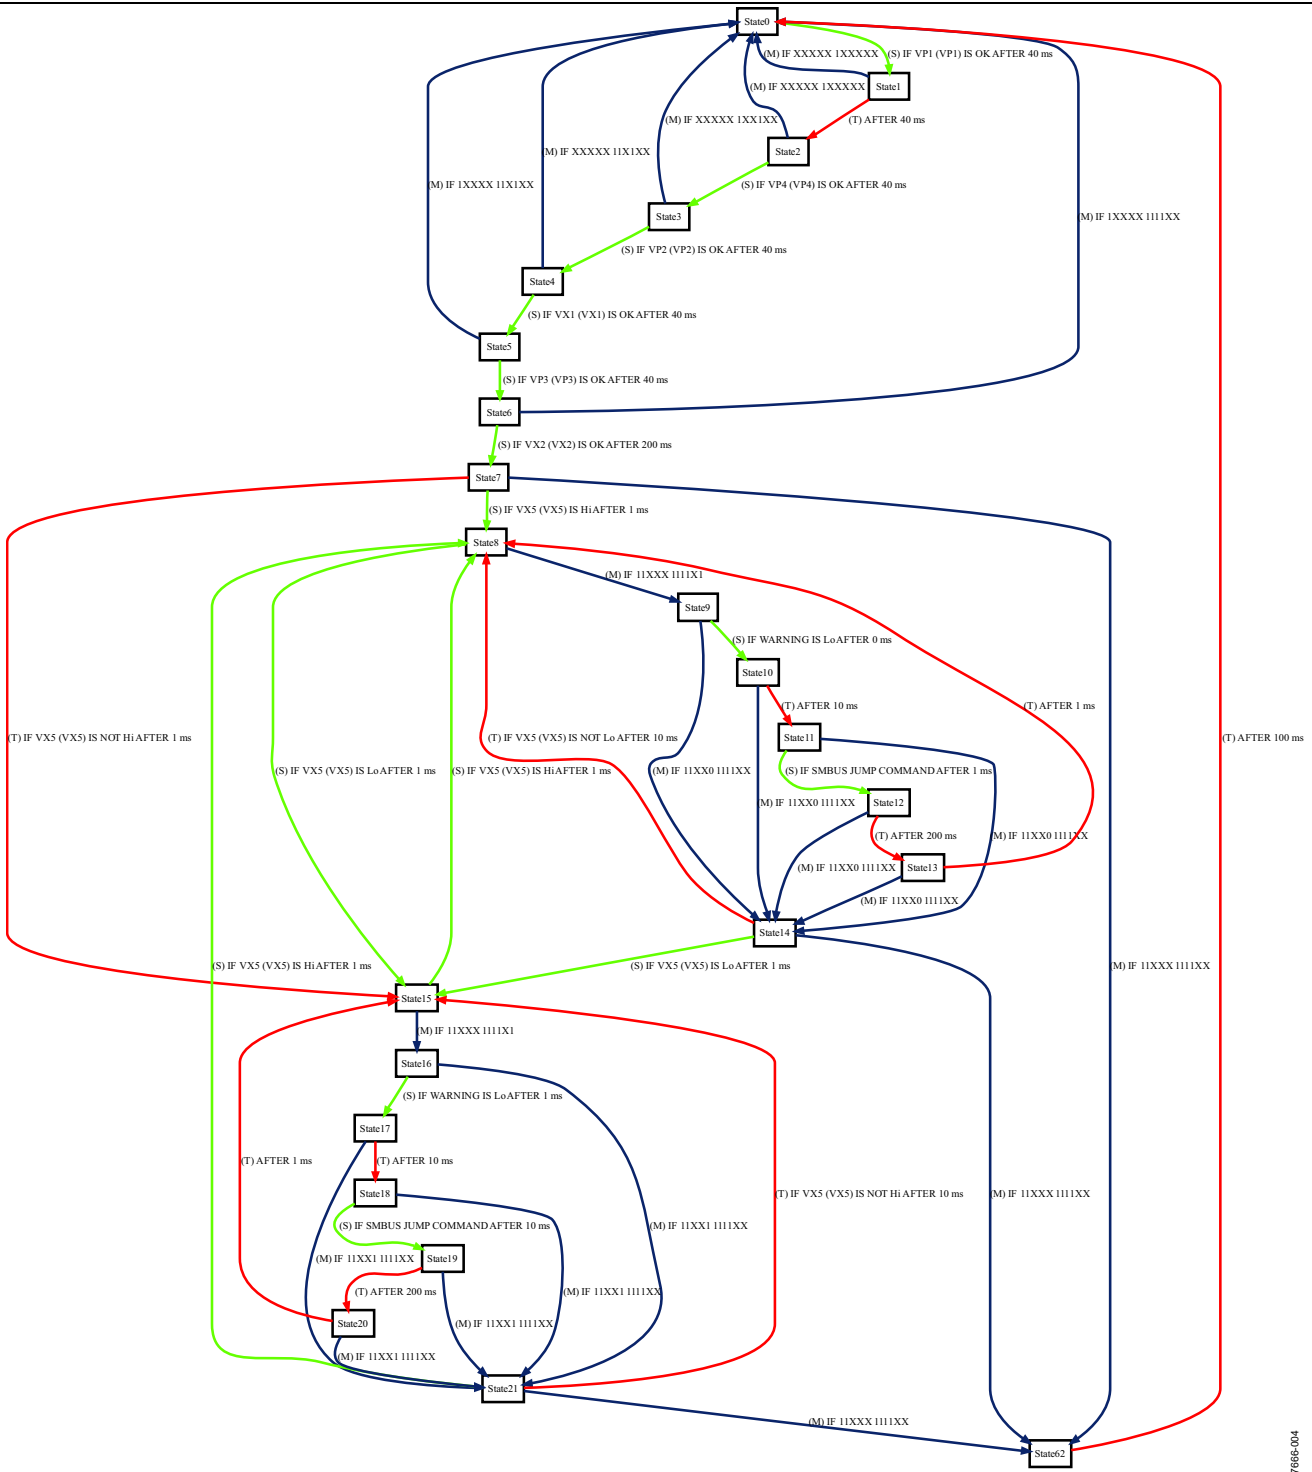 State0
(M) IF XXXXX 1XXXXX
(S) IF VP1 (VP1) IS OK AFTER 40 ms
State1
(M) IF XXXXX 1XXXXX
(M) IF XXXXX 1XX1XX
(T) AFTER 40 ms
State2
(M) IF XXXXX 11X1XX
(M) IF 1XXXX 11X1XX
(S) IF VP4 (VP4) IS OK AFTER 40 ms
State3
(M) IF 1XXXX 1111XX
(S) IF VP2 (VP2) IS OK AFTER 40 ms
State4
(S) IF VX1 (VX1) IS OK AFTER 40 ms
State5
(S) IF VP3 (VP3) IS OK AFTER 40 ms
State6
(S) IF VX2 (VX2) IS OK AFTER 200 ms
State7
(S) IF VX5 (VX5) IS Hi AFTER 1 ms
State8
(M) IF 11XXX 1111X1
State9
(S) IF WARNING IS Lo AFTER 0 ms
State10
(T) AFTER 10 ms
(T) AFTER 1 ms
State11
(T) IF VX5 (VX5) IS NOT Hi AFTER 1 ms
(T) IF VX5 (VX5) IS NOT Lo AFTER 10 ms
(T) AFTER 100 ms
(S) IF VX5 (VX5) IS Lo AFTER 1 ms
(S) IF VX5 (VX5) IS Hi AFTER 1 ms
(M) IF 11XX0 1111XX
(S) IF SMBUS JUMP COMMAND AFTER 1 ms
(M) IF 11XX0 1111XX
State12
(T) AFTER 200 ms
(M) IF 11XX0 1111XX
(M) IF 11XX0 1111XX
State13
(M) IF 11XX0 1111XX
State14
(S) IF VX5 (VX5) IS Hi AFTER 1 ms
(S) IF VX5 (VX5) IS Lo AFTER 1 ms
(M) IF 11XXX 1111XX
State15
(M) IF 11XXX 1111X1
State16
(S) IF WARNING IS Lo AFTER 1 ms
State17
(T) AFTER 1 ms
(T) AFTER 10 ms
State18
(T) IF VX5 (VX5) IS NOT Hi AFTER 10 ms
(M) IF 11XXX 1111XX
(S) IF SMBUS JUMP COMMAND AFTER 10 ms
(M) IF 11XX1 1111XX
(M) IF 11XX1 1111XX
State19
(T) AFTER 200 ms
(M) IF 11XX1 1111XX
State20
(M) IF 11XX1 1111XX
(M) IF 11XX1 1111XX
State21
(M) IF 11XXX 1111XX
State62
7666-004